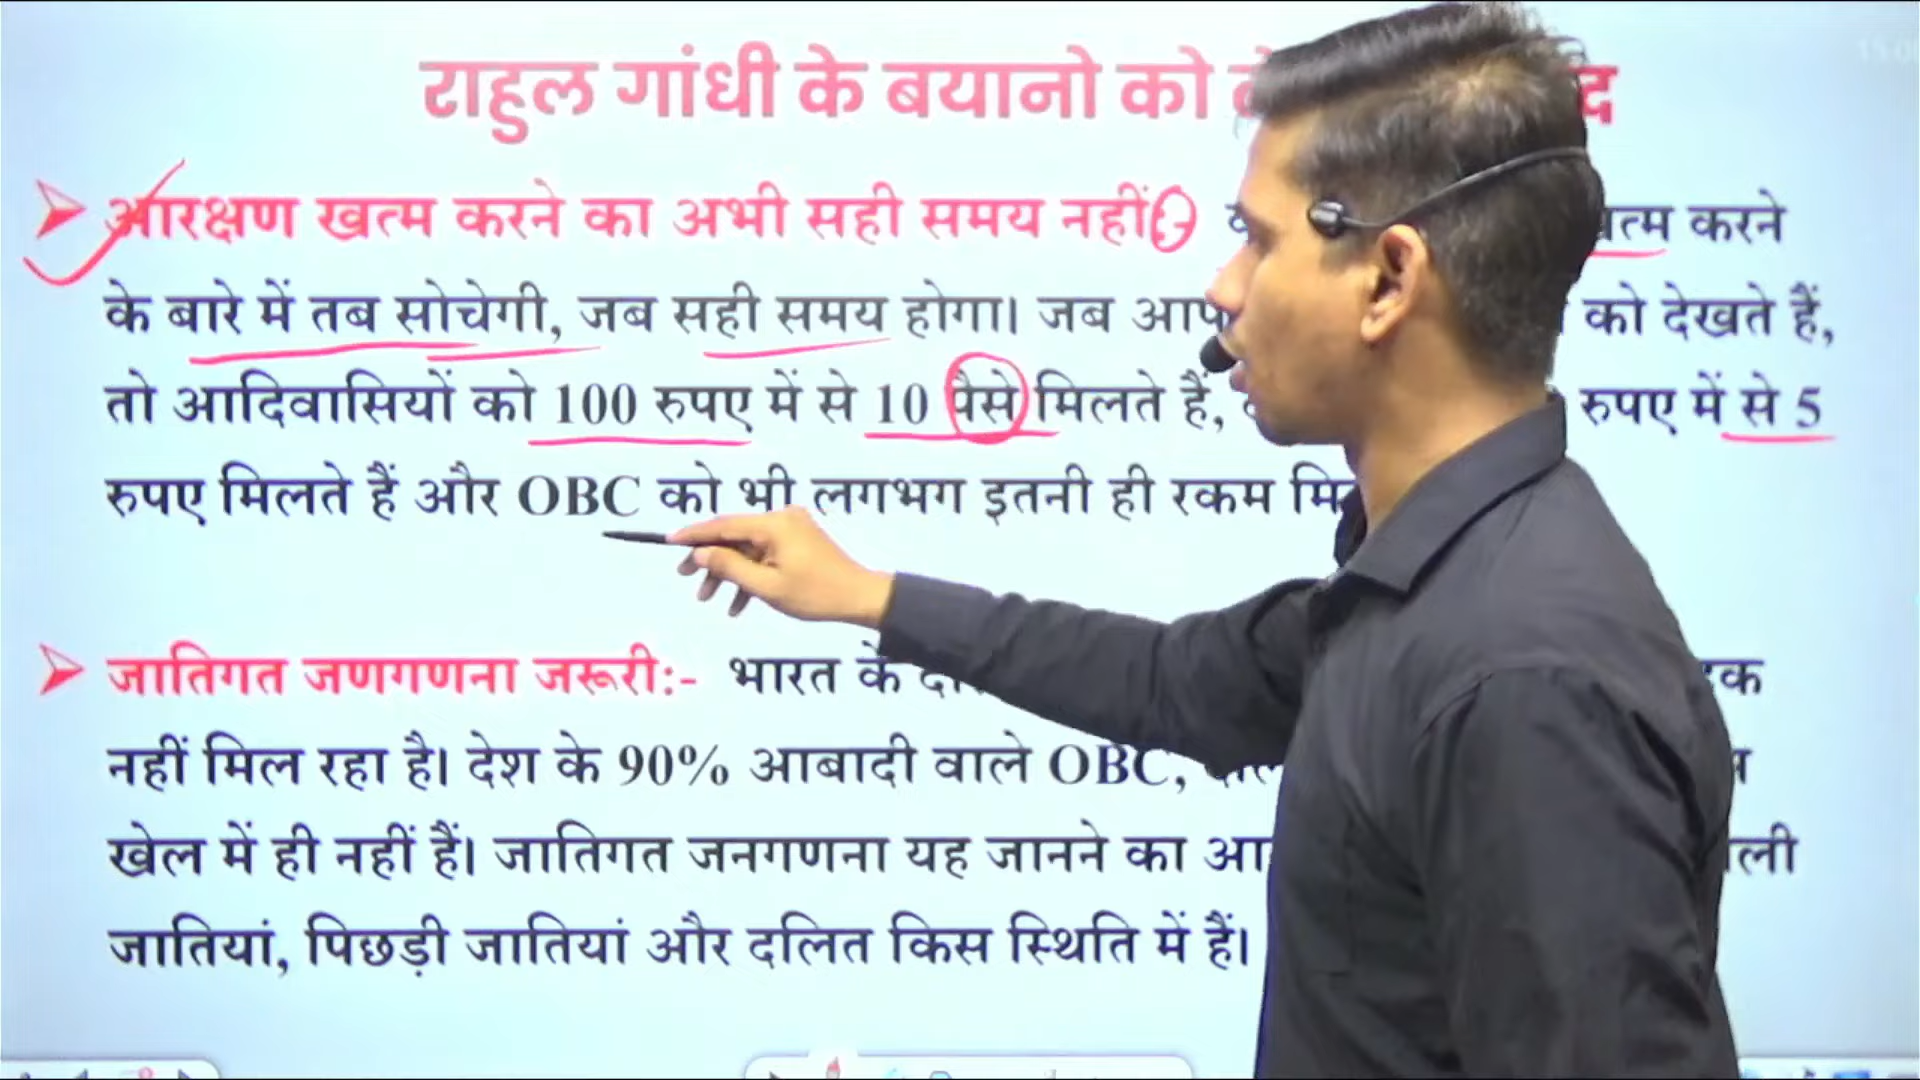 राहुल गांधी के बयानो को
आरक्षण खत्म करने का अभी सही समय नहीं:- खत्म करने
के बारे में तब सोचेगी, जब सही समय होगा। जब आप को देखते हैं,
तो आदिवासियों को 100 रुपए में से 10 पैसे मिलते हैं, रुपए में से 5
रुपए मिलते हैं और OBC को भी लगभग इतनी ही रकम
जातिगत जणगणना जरूरी:- भारत के
नहीं मिल रहा है। देश के 90% आबादी वाले OBC,
खेल में ही नहीं हैं। जातिगत जनगणना यह जानने का
जातियां, पिछड़ी जातियां और दलित किस स्थिति में हैं।